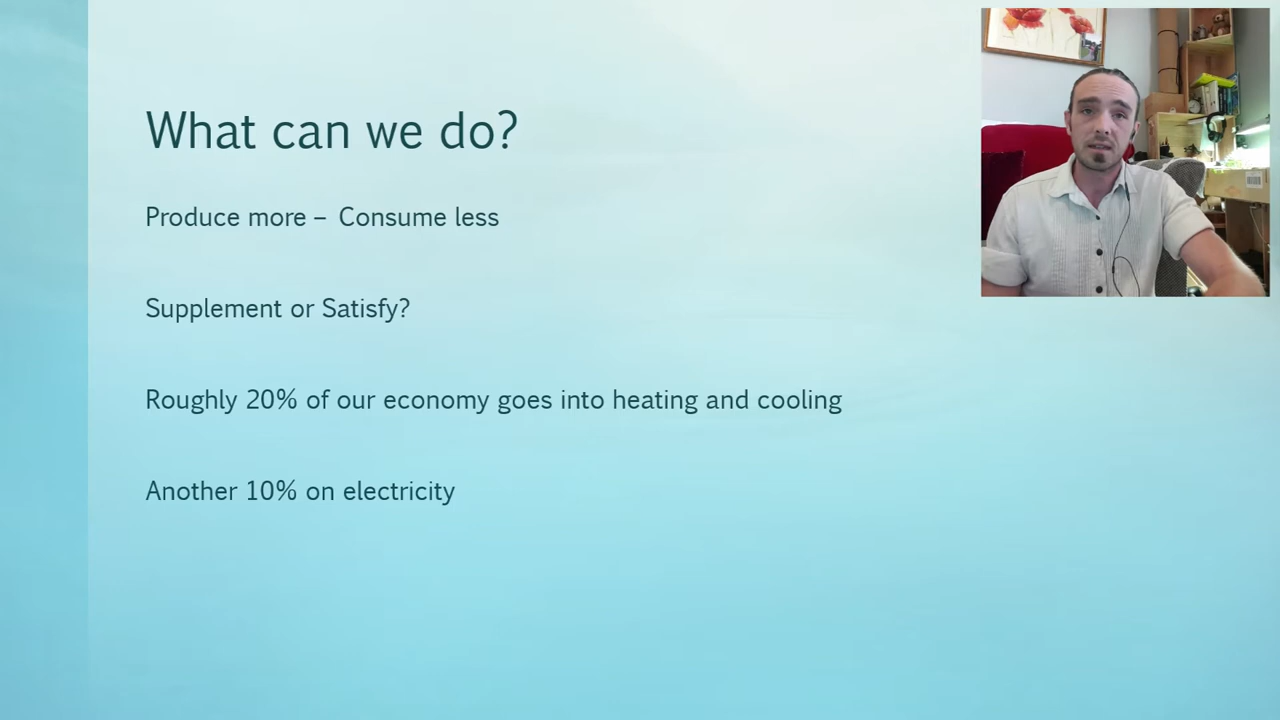 What can we do?
Produce more – Consume less
Supplement or Satisfy?
Roughly 20% of our economy goes into heating and cooling
Another 10% on electricity